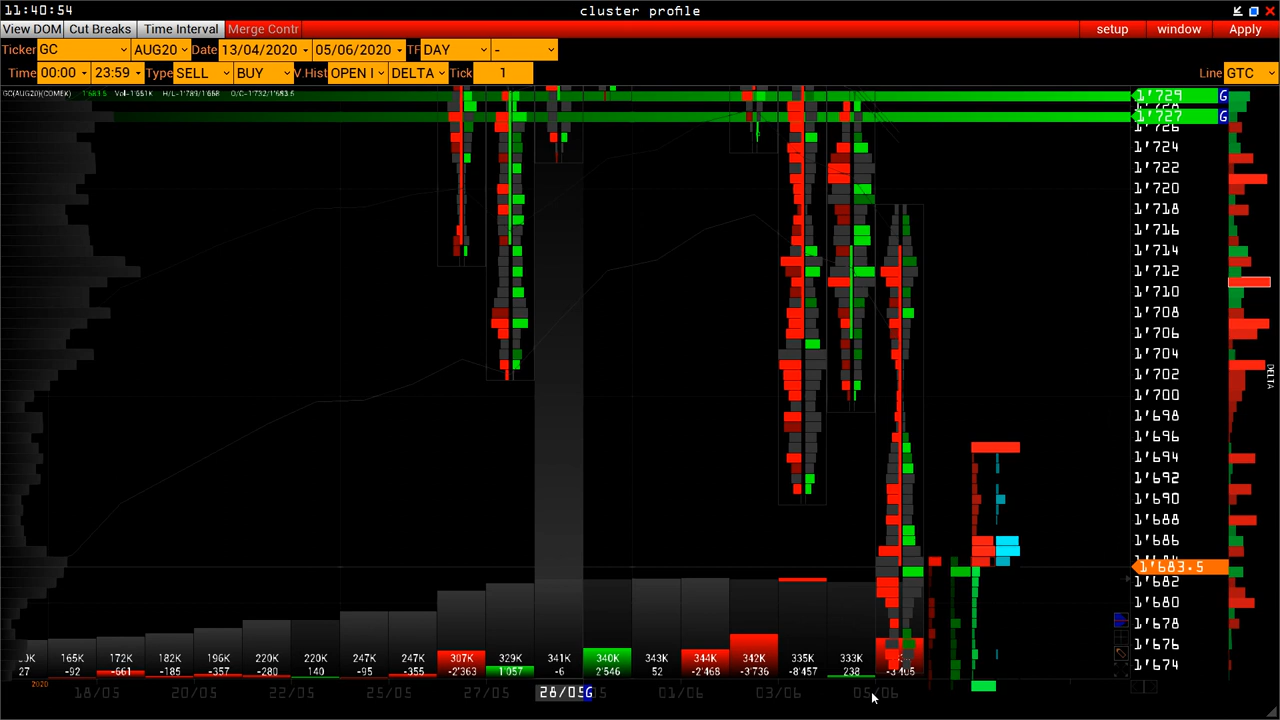 11:40:54
cluster profile
View DOM Cut Breaks Time Interval Merge Contr
setup window Apply
Ticker GC AUG20 Date 13/04/2020 05/06/2020 TF DAY -
Time 00:00 23:59 Type SELL BUY V.Hist OPEN I DELTA Tick 1
Line GTC
GC(AUG20)(COMEX) 1'683.5 Vol=1'651K H/L=1'789/1'668 O/C=1'732/1'683.5
1'729 G
1'727 G
1'726
1'724
1'722
1'720
1'718
1'716
1'714
1'712
1'710
1'708
1'706
1'704
1'702
1'700
1'698
1'696
1'694
1'692
1'690
1'688
1'686
1'683.5
1'682
1'680
1'678
1'676
1'674
DELTA
165K 172K 182K 196K 220K 220K 247K 247K 307K 329K 341K 340K 343K 344K 342K 335K 333K
27 -92 -661 -185 -357 -280 140 -95 -355 -2'363 1'057 -6 2'546 52 -2'468 -3'736 -8'457 238
2020
18/05 20/05 22/05 25/05 27/05 28/05 G 01/06 03/06 05/06